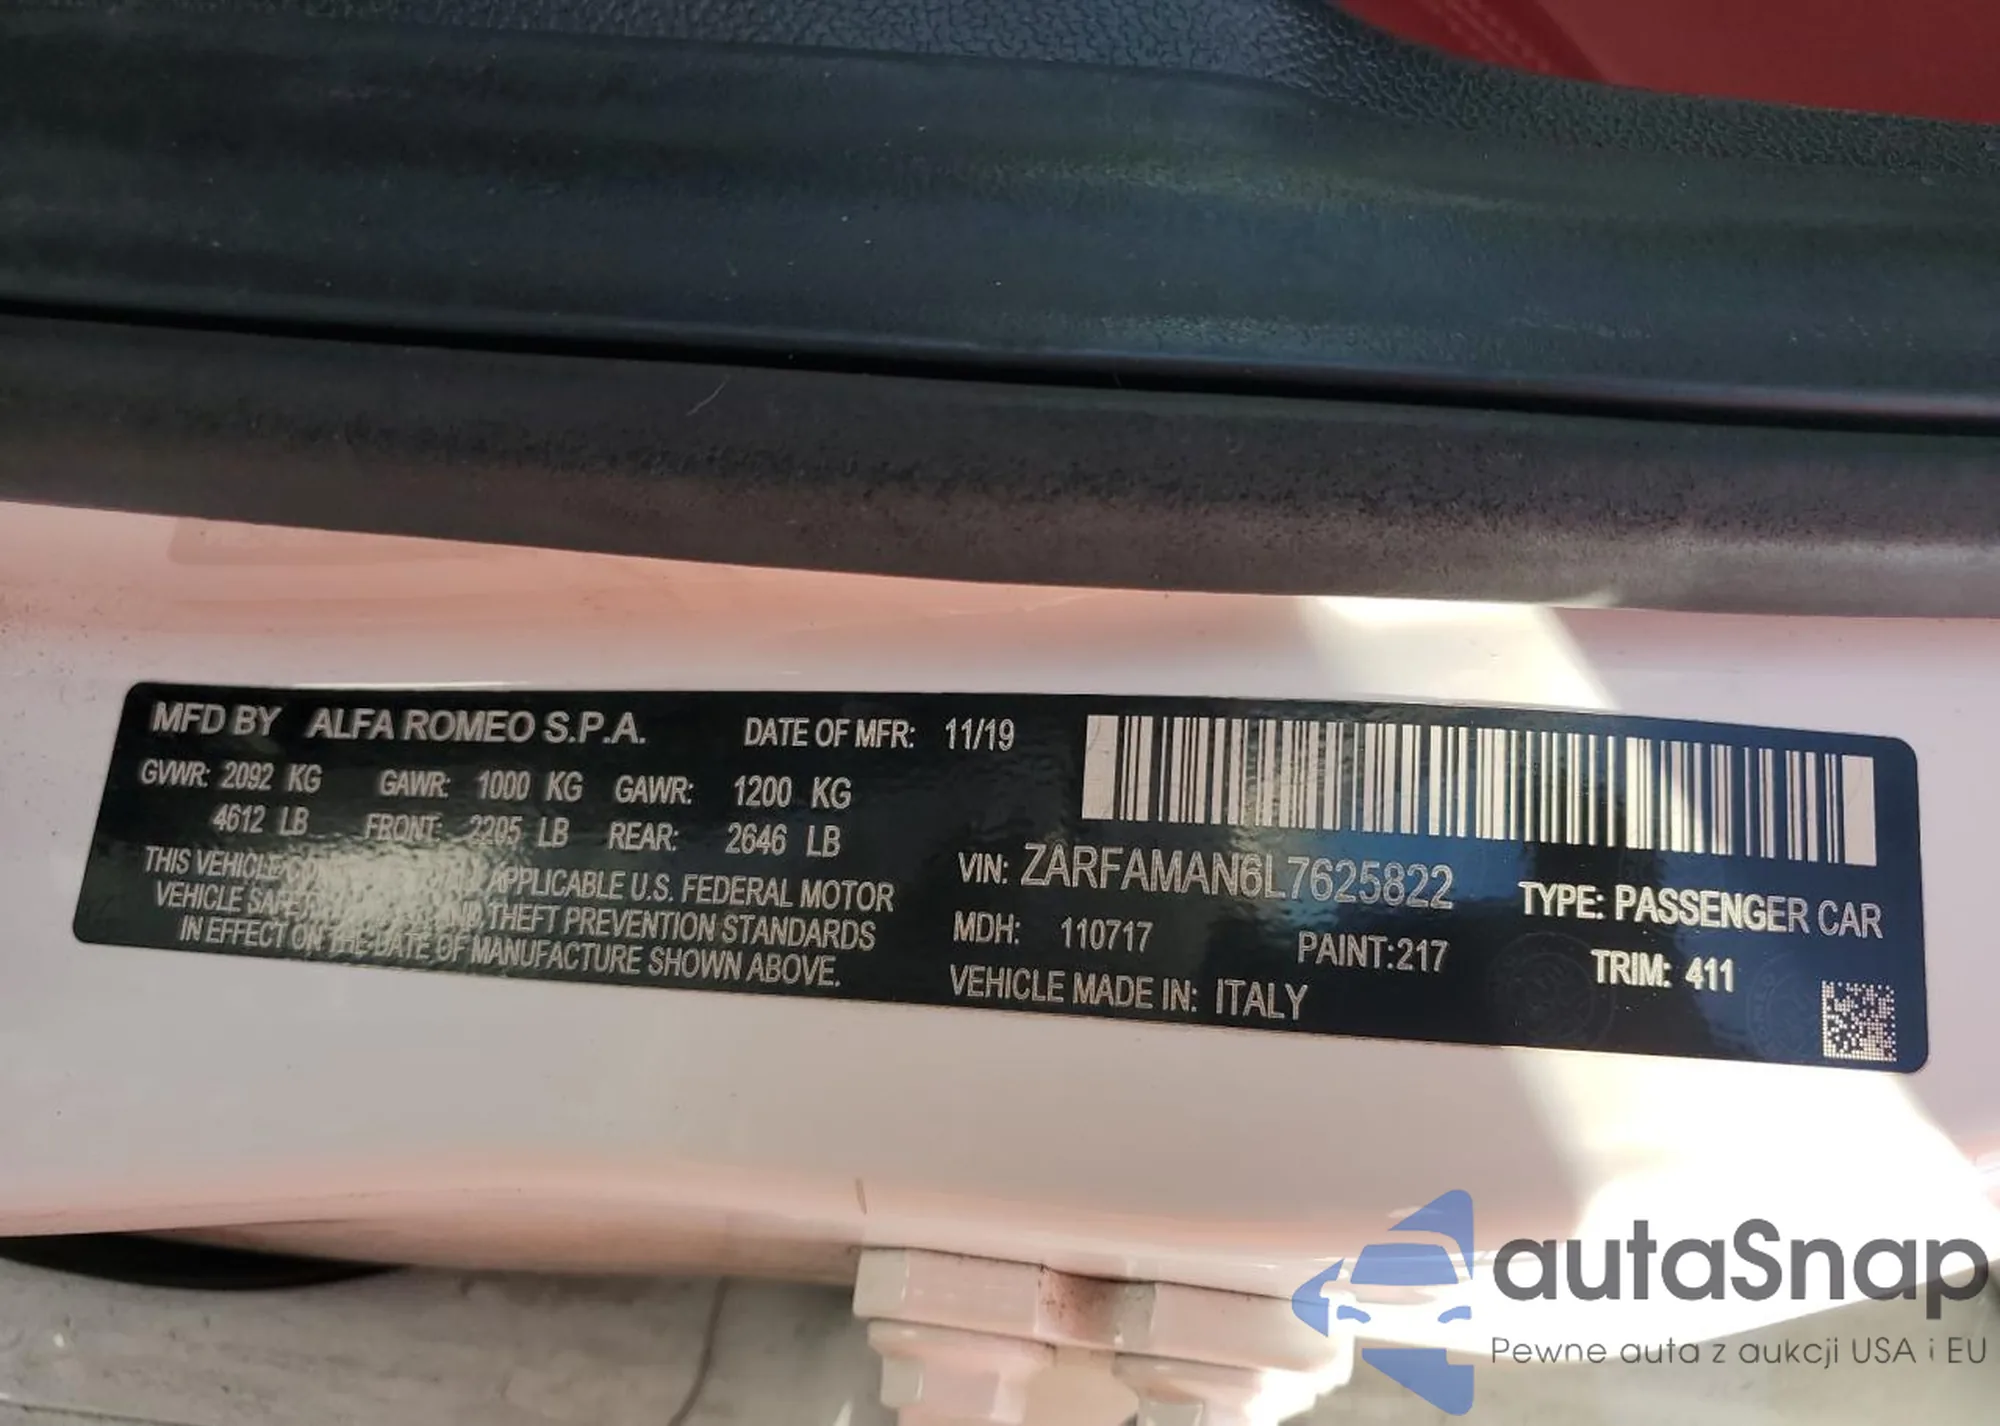 MFD BY ALFA ROMEO S.P.A. DATE OF MFR: 11/19
GVWR: 2092 KG GAWR: 1000 KG GAWR: 1200 KG
4612 LB FRONT: 2205 LB REAR: 2646 LB
THIS VEHICLE APPLICABLE U.S. FEDERAL MOTOR
VEHICLE AND THEFT PREVENTION STANDARDS
IN EFFECT ON THE DATE OF MANUFACTURE SHOWN ABOVE.
VIN: ZARFAMAN6L7625822
TYPE: PASSENGER CAR
MDH: 110717 PAINT:217 TRIM: 411
VEHICLE MADE IN: ITALY
autaSnap
Pewne auta z aukcji USA i EU